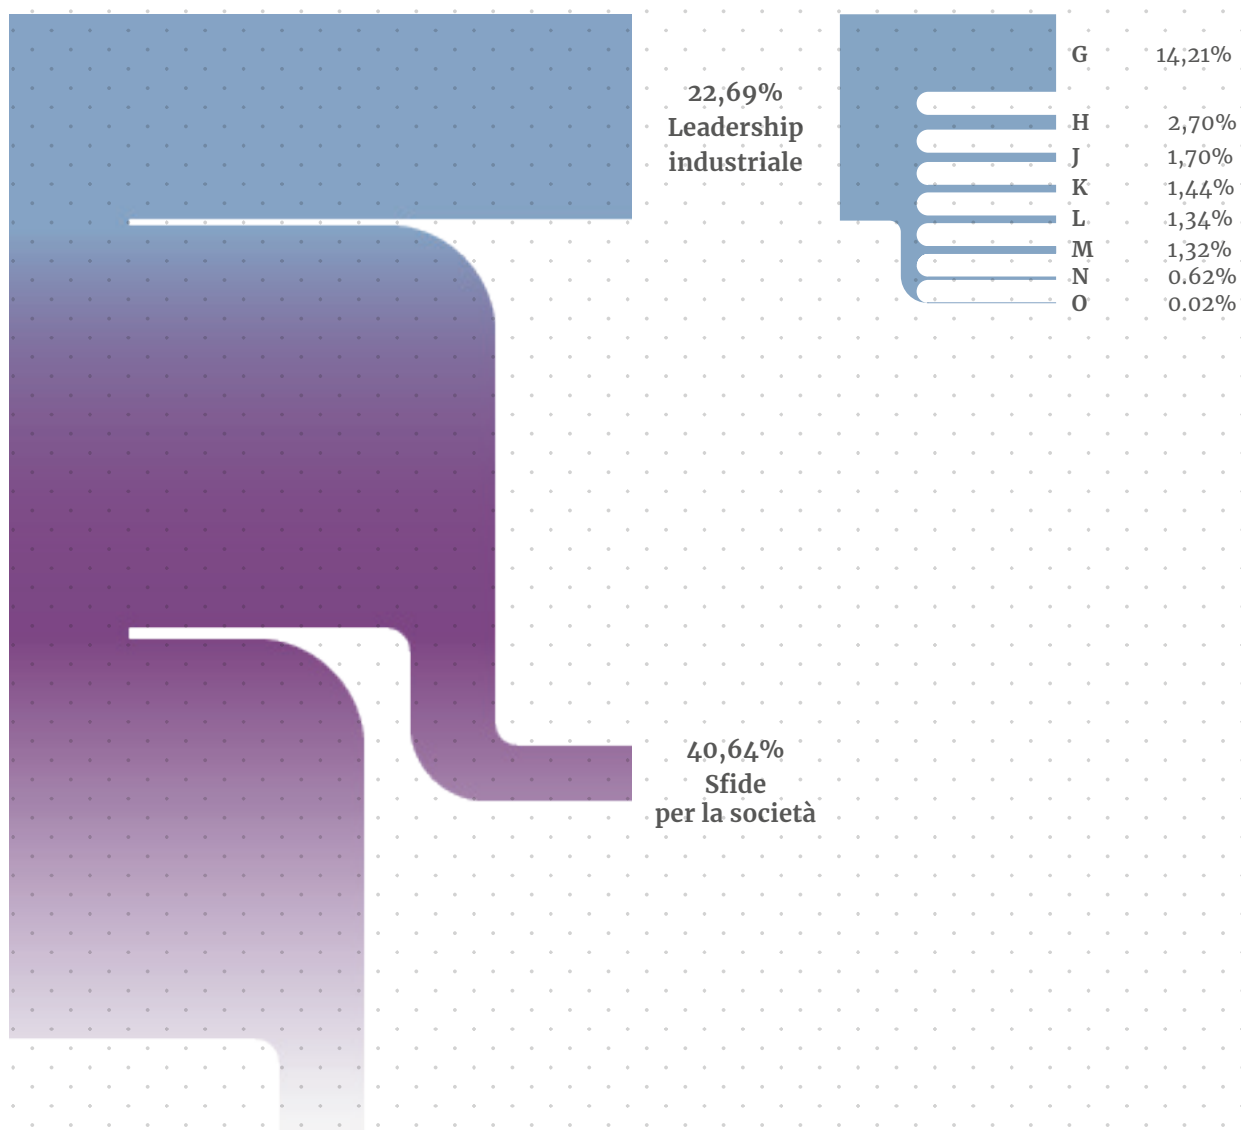 22,69%
Leadership
industriale
G 14,21%
H 2,70%
J 1,70%
K 1,44%
L 1,34%
M 1,32%
N 0.62%
O 0.02%
40,64%
Sfide
per la società